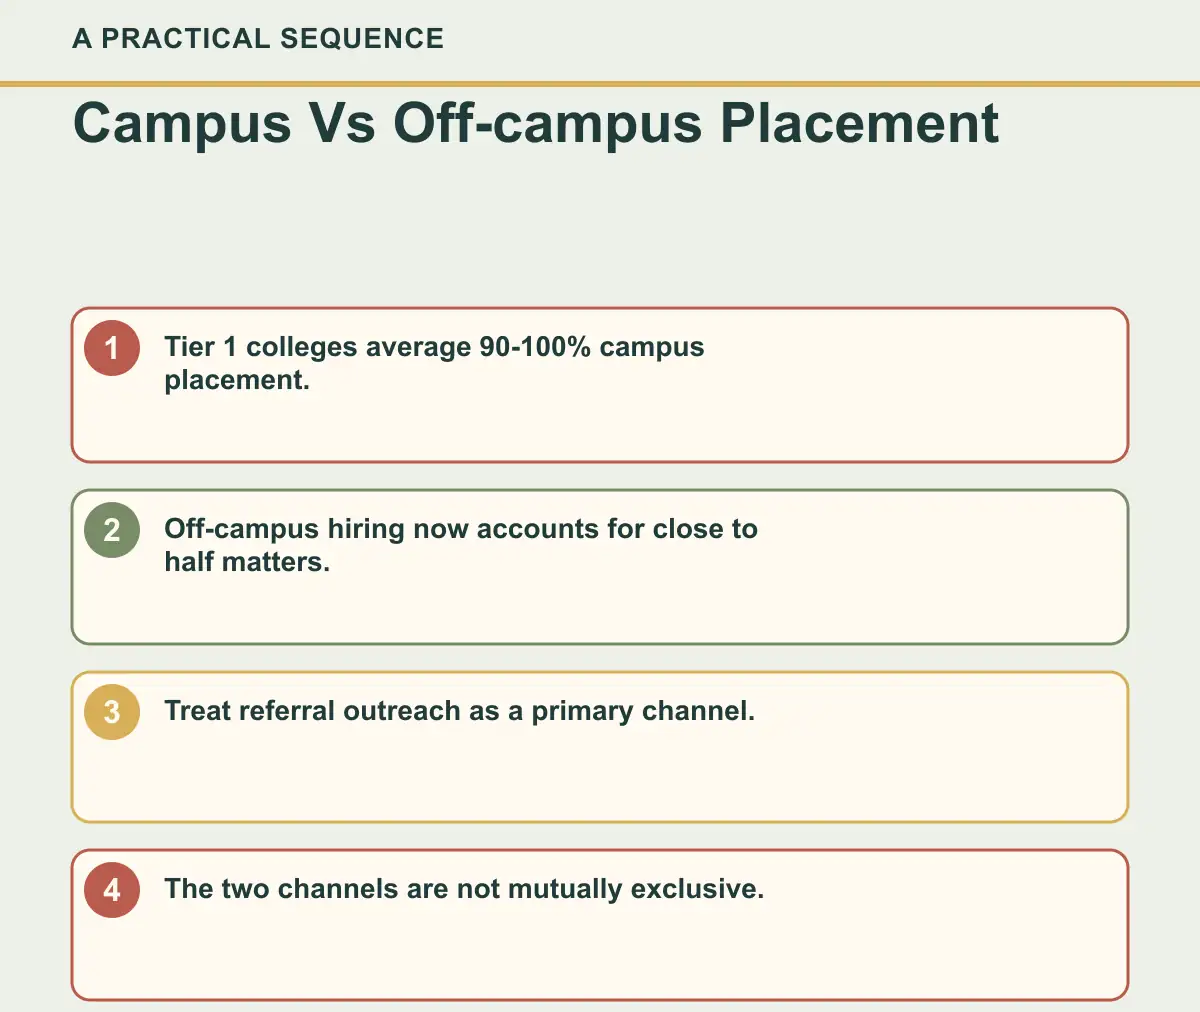 A PRACTICAL SEQUENCE
Campus Vs Off-campus Placement
1
Tier 1 colleges average 90-100% campus
placement.
2
Off-campus hiring now accounts for close to
half matters.
3
Treat referral outreach as a primary channel.
4
The two channels are not mutually exclusive.